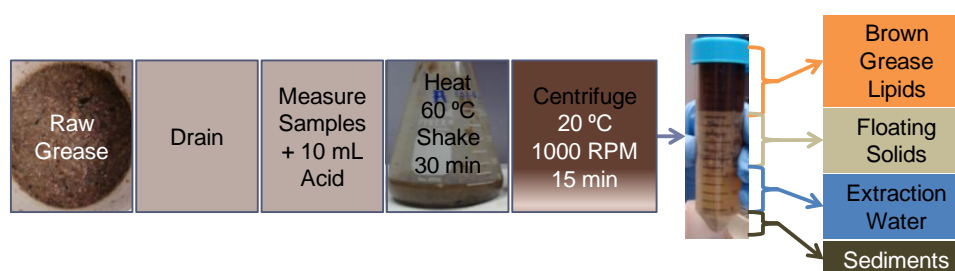 Raw
Grease
Drain
Measure
Samples
+ 10 mL
Acid
Heat
60 ºC
Shake
30 min
Centrifuge
20 ºC
1000 RPM
15 min
Brown
Grease
Lipids
Floating
Solids
Extraction
Water
Sediments